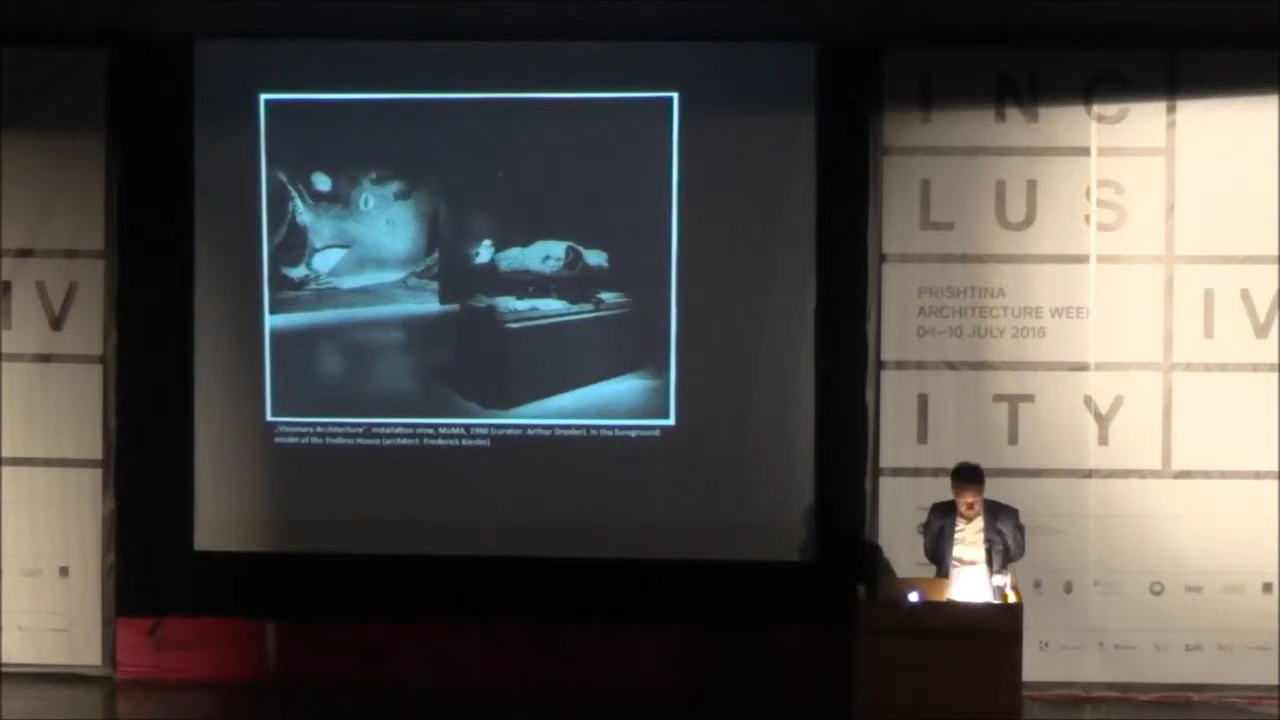 „Visionary Architecture", installation view, MoMA, 1960 (curator: Arthur Drexler). In the foreground
model of the Endless House (architect: Frederick Kiesler)
INC
LUS
PRISHTINA
ARCHITECTURE WEEK
04–10 JULY 2016
IV
ITY
IV